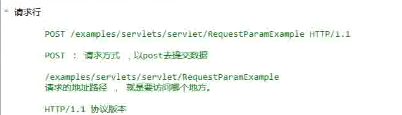 请求行
POST /examples/servlets/servlet/RequestParamExample HTTP/1.1
POST : 请求方式 ,以post去提交数据
/examples/servlets/servlet/RequestParamExample
请求的地址路径 , 就是要访问哪个地方。
HTTP/1.1 协议版本